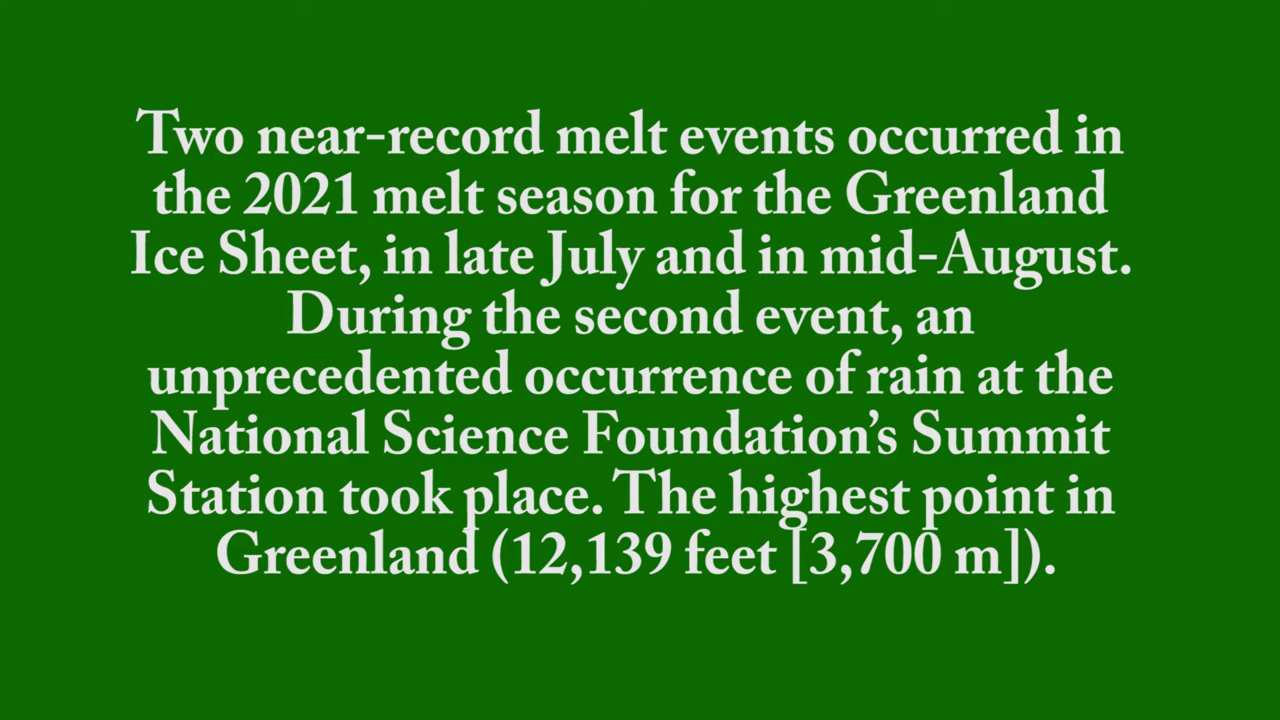 Two near-record melt events occurred in
the 2021 melt season for the Greenland
Ice Sheet, in late July and in mid-August.
During the second event, an
unprecedented occurrence of rain at the
National Science Foundation’s Summit
Station took place. The highest point in
Greenland (12,139 feet [3,700 m]).